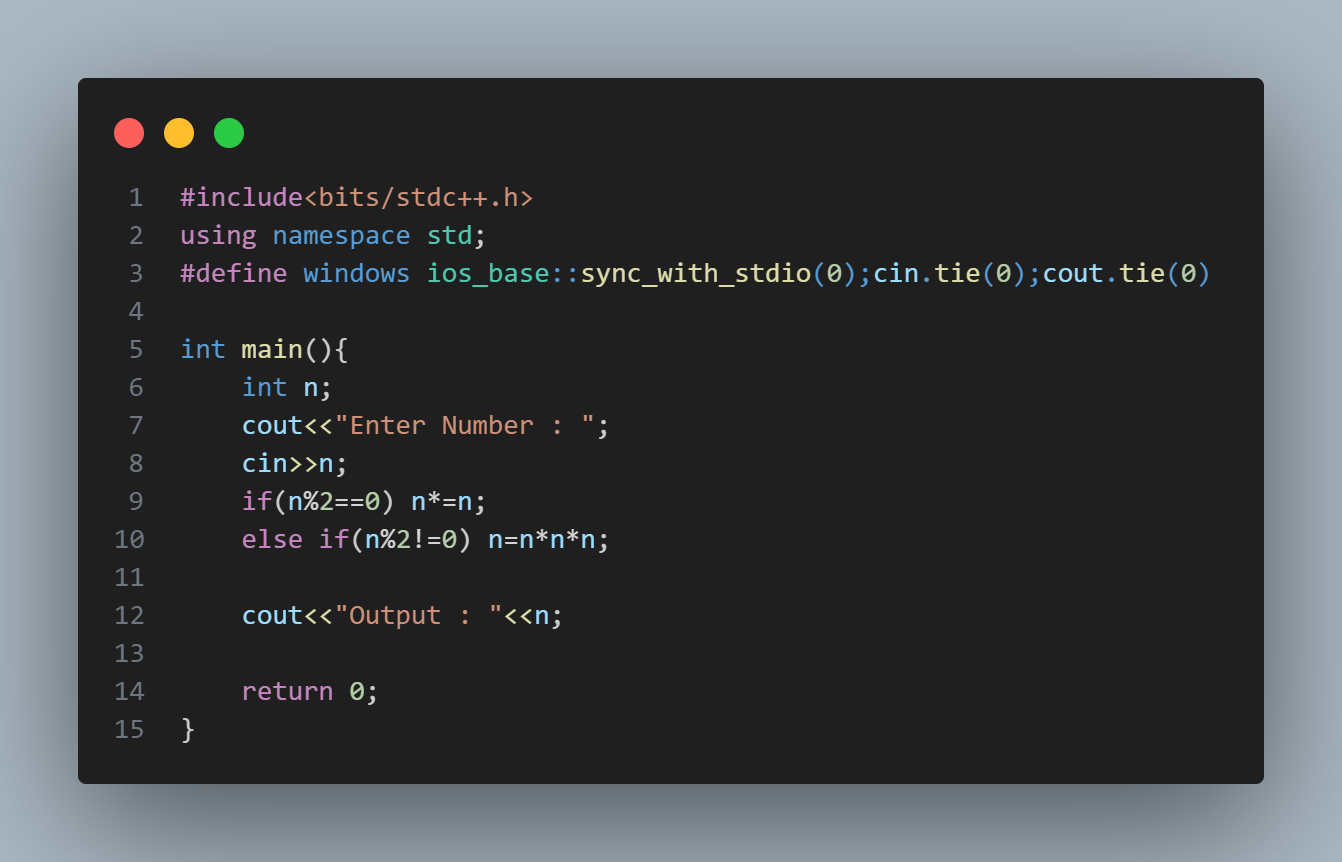 1 #include<bits/stdc++.h>
2 using namespace std;
3 #define windows ios_base::sync_with_stdio(0);cin.tie(0);cout.tie(0)
4
5 int main(){
6     int n;
7     cout<<"Enter Number : ";
8     cin>>n;
9     if(n%2==0) n*=n;
10     else if(n%2!=0) n=n*n*n;
11
12     cout<<"Output : "<<n;
13
14     return 0;
15 }